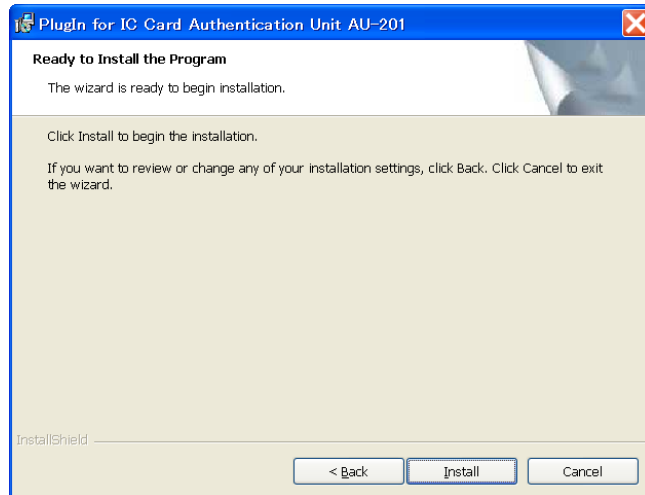 PlugIn for IC Card Authentication Unit AU-201
Ready to Install the Program
The wizard is ready to begin installation.
Click Install to begin the installation.
If you want to review or change any of your installation settings, click Back. Click Cancel to exit
the wizard.
InstallShield
< Back
Install
Cancel